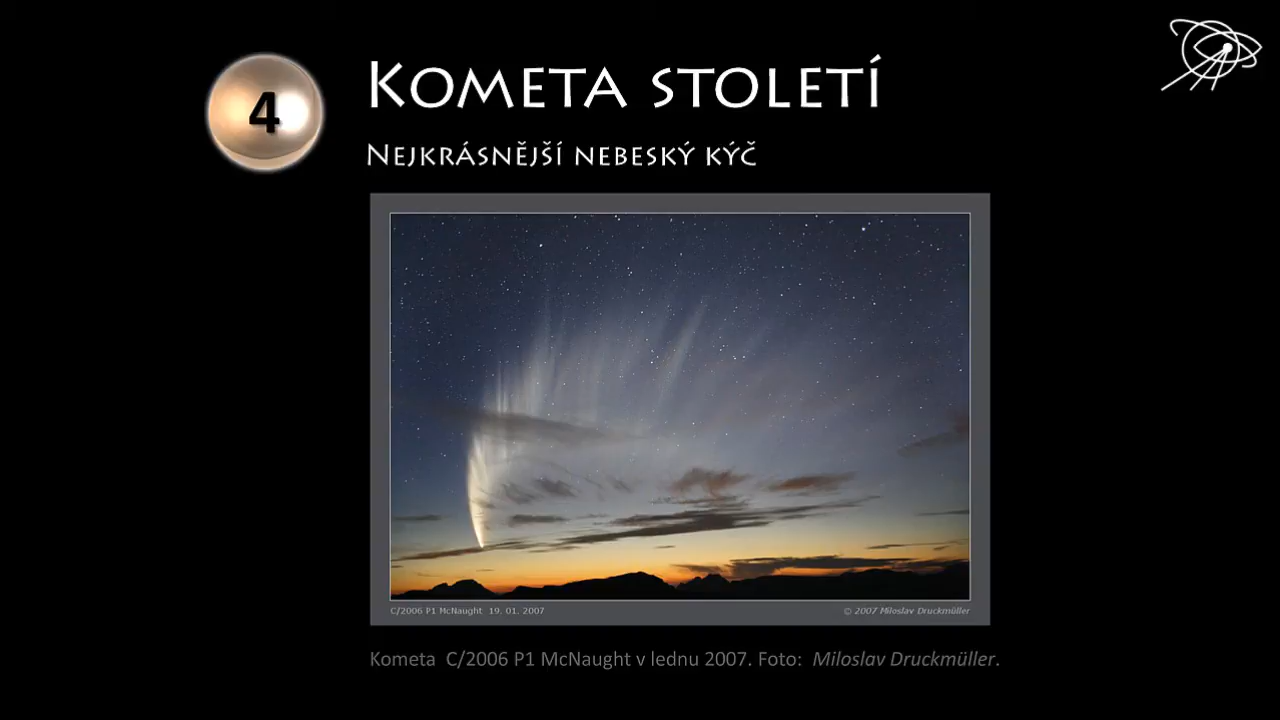 4
Kometa století
Nejkrásnější nebeský kýč
C/2006 P1 McNaught 19. 01. 2007
© 2007 Miloslav Druckmüller
Kometa C/2006 P1 McNaught v lednu 2007. Foto: Miloslav Druckmüller.